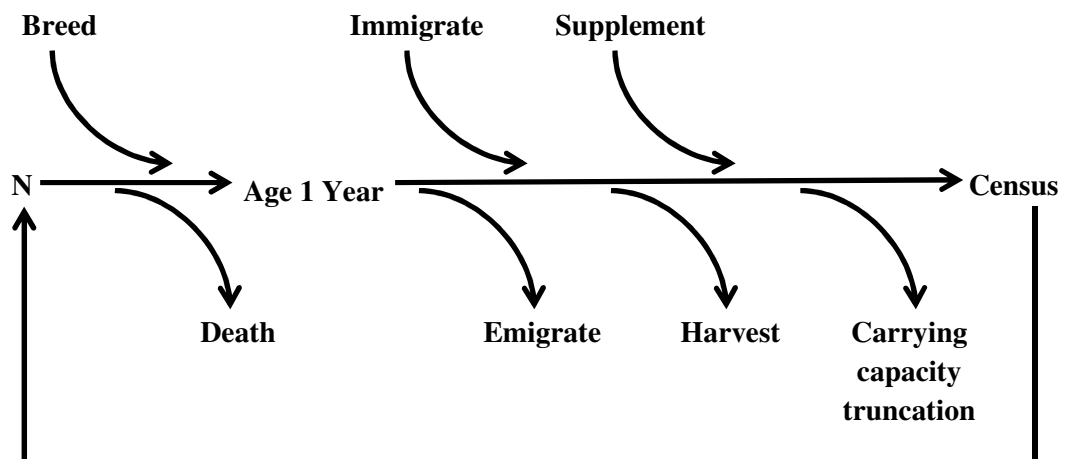 Breed
Immigrate
Supplement
N
Age 1 Year
Census
Death
Emigrate
Harvest
Carrying
capacity
truncation